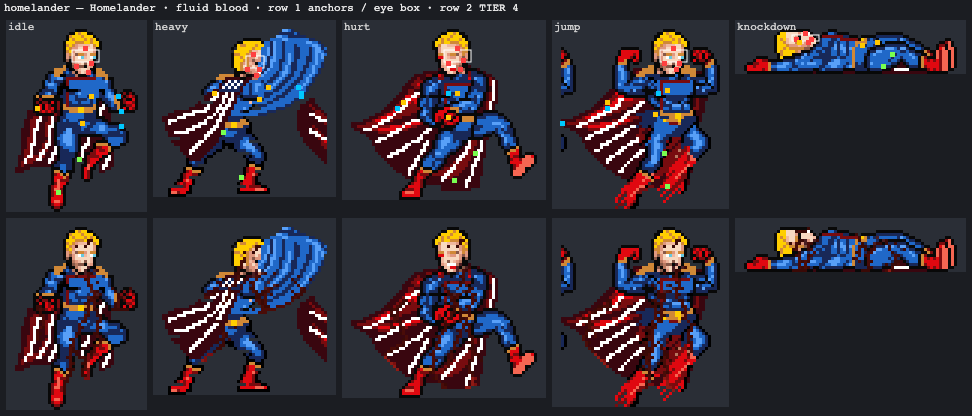 homelander — Homelander · fluid blood · row 1 anchors / eye box · row 2 TIER 4
idle
heavy
hurt
jump
knockdown